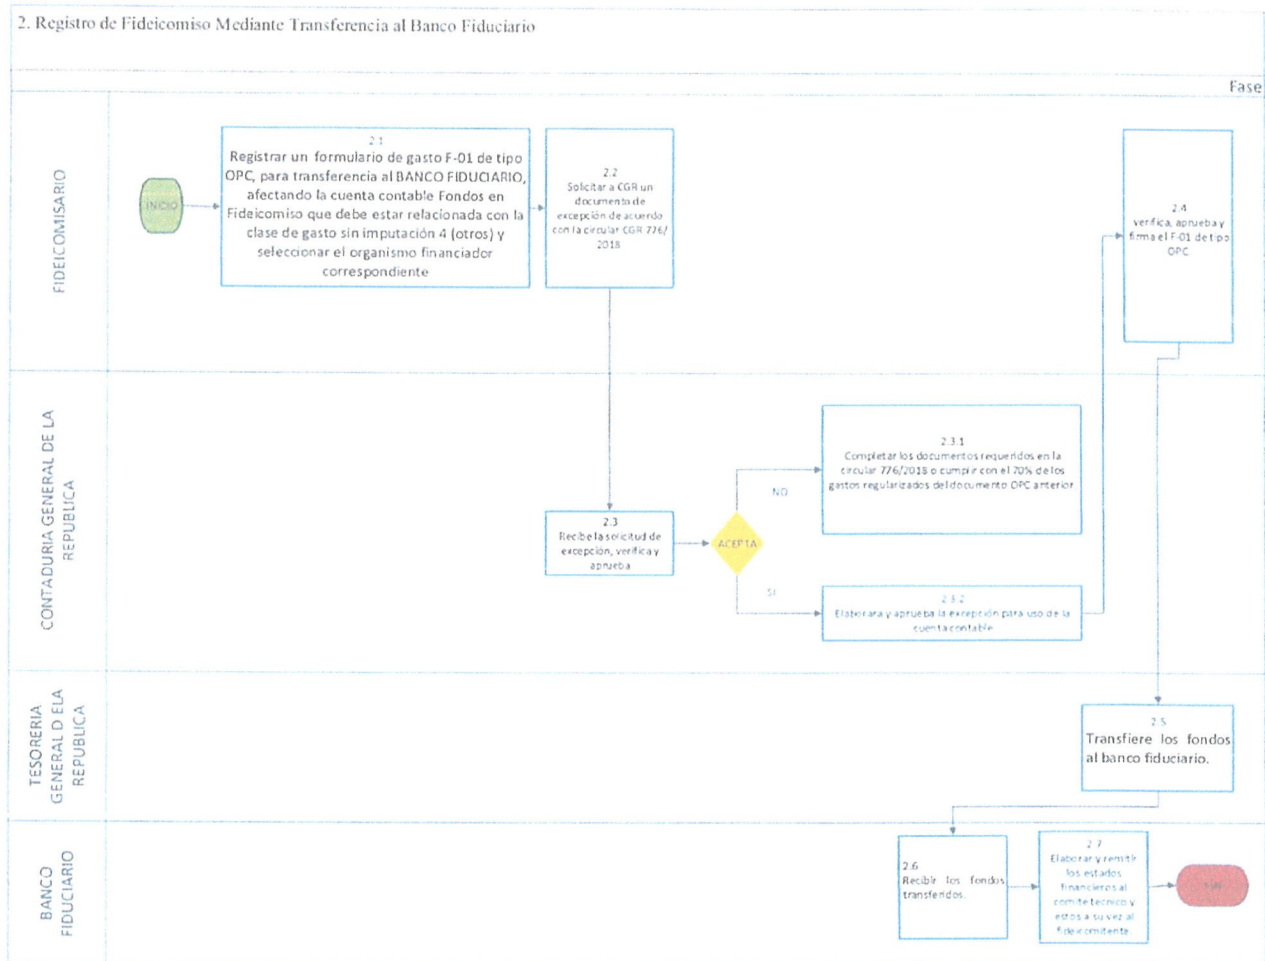 2. Registro de Fideicomiso Mediante Transferencia al Banco Fiduciario
Fase
FIDEICOMISARIO
INICIO
2.1
Registrar un formulario de gasto F-01 de tipo
OPC, para transferencia al BANCO FIDUCIARIO,
afectando la cuenta contable Fondos en
Fideicomiso que debe estar relacionada con la
clase de gasto sin imputación 4 (otros) y
seleccionar el organismo financiador
correspondiente
2.2
Solicitar a CGR un
documento de
excepción de acuerdo
con la circular CGR 776/
2018
2.4
verifica, aprueba y
firma el F-01 de tipo
OPC
CONTADURIA GENERAL DE LA
REPUBLICA
2.3
Recibe la solicitud de
excepción, verifica y
aprueba
ACEPTA
NO
2.3.1
Completar los documentos requeridos en la
circular 776/2018 o cumplir con el 70% de los
gastos regularizados del documento OPC anterior
SI
2.3.2
Elaborara y aprueba la excepción para uso de la
cuenta contable
TESORERIA
GENERAL D ELA
REPUBLICA
2.5
Transfiere los fondos
al banco fiduciario.
BANCO
FIDUCIARIO
2.6
Recibir los fondos
transferidos.
2.7
Elaborar y remitir
los estados
financieros al
comite tecnico y
estos a su vez al
fideicomitente.